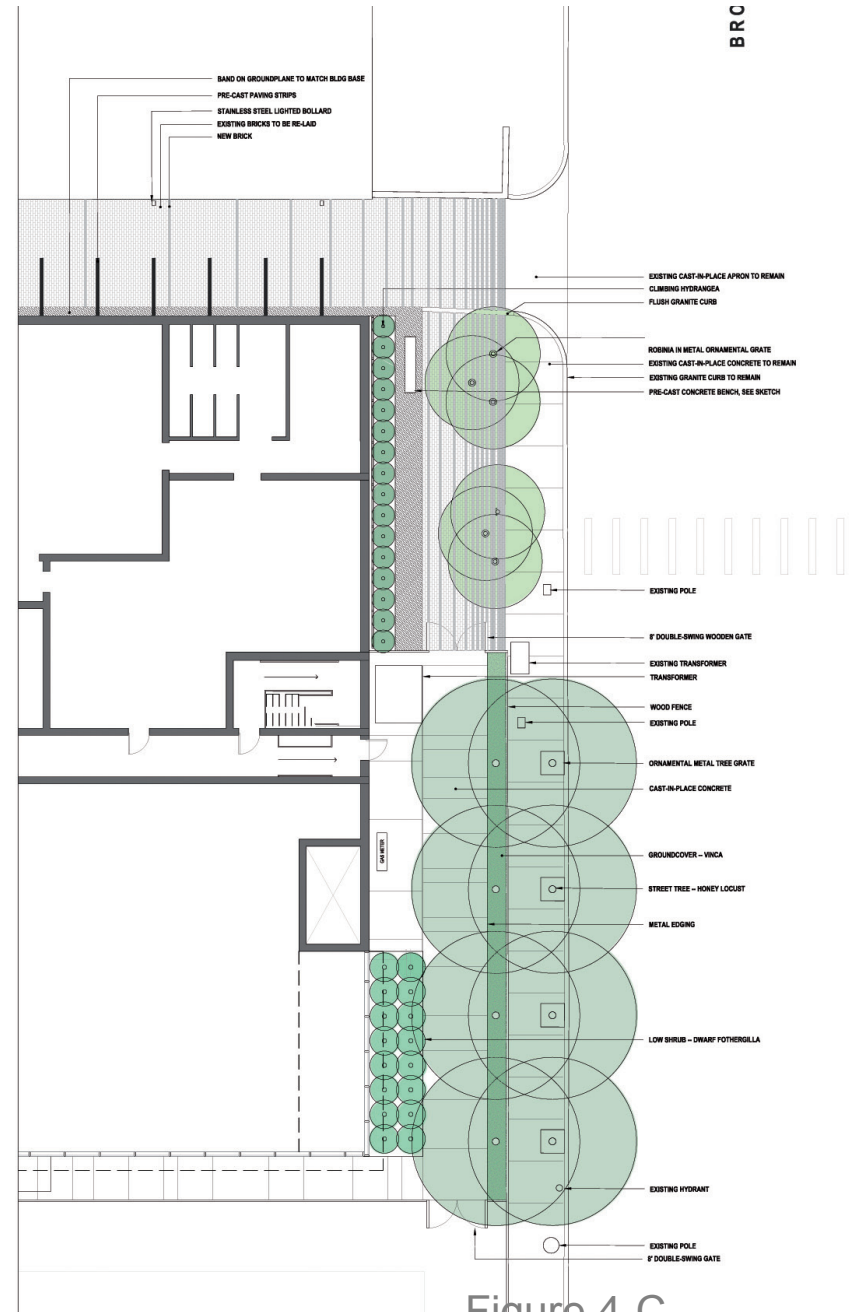 BRO
BAND ON GROUNDPLANE TO MATCH BLDG BASE
PRE-CAST PAVING STRIPS
STAINLESS STEEL LIGHTED BOLLARD
EXISTING BRICKS TO BE RE-LAID
NEW BRICK
EXISTING CAST-IN-PLACE APRON TO REMAIN
CLIMBING HYDRANGEA
FLUSH GRANITE CURB
ROBINIA IN METAL ORNAMENTAL GRATE
EXISTING CAST-IN-PLACE CONCRETE TO REMAIN
EXISTING GRANITE CURB TO REMAIN
PRE-CAST CONCRETE BENCH, SEE SKETCH
EXISTING POLE
8' DOUBLE-SWING WOODEN GATE
EXISTING TRANSFORMER
TRANSFORMER
WOOD FENCE
EXISTING POLE
ORNAMENTAL METAL TREE GRATE
CAST-IN-PLACE CONCRETE
GAS METER
GROUNDCOVER -- VINCA
STREET TREE -- HONEY LOCUST
METAL EDGING
LOW SHRUB -- DWARF FOTHERGILLA
EXISTING HYDRANT
EXISTING POLE
8' DOUBLE-SWING GATE
Figure 4-C